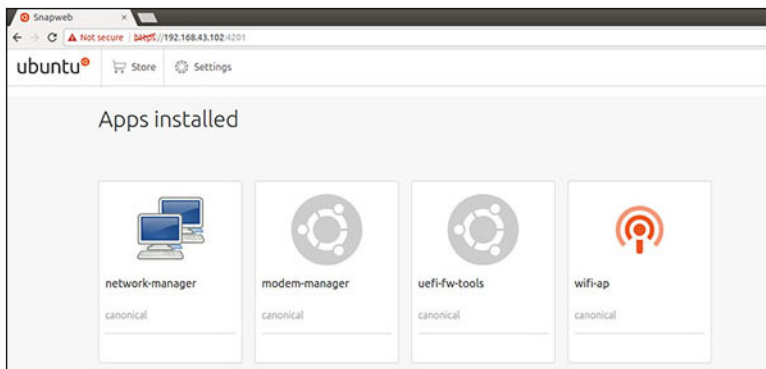 Snapweb ×
Not secure | https://192.168.43.102:4201
ubuntu Store Settings
Apps installed
network-manager modem-manager uefi-fw-tools wifi-ap
canonical canonical canonical canonical